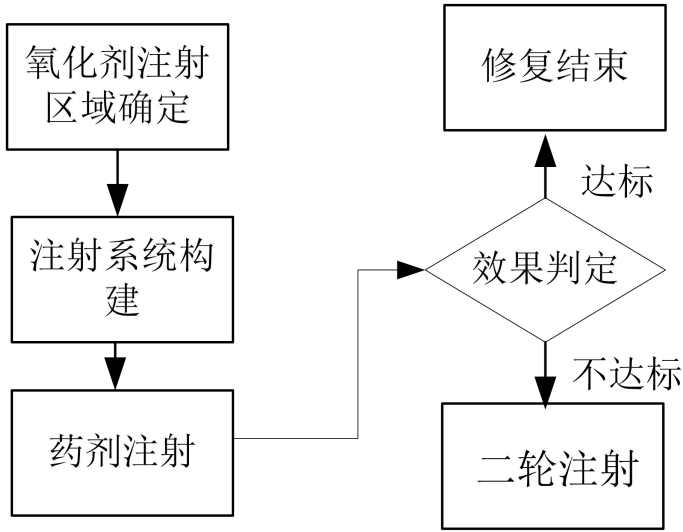 氧化剂注射
区域确定
注射系统构
建
药剂注射
修复结束
达标
效果判定
不达标
二轮注射